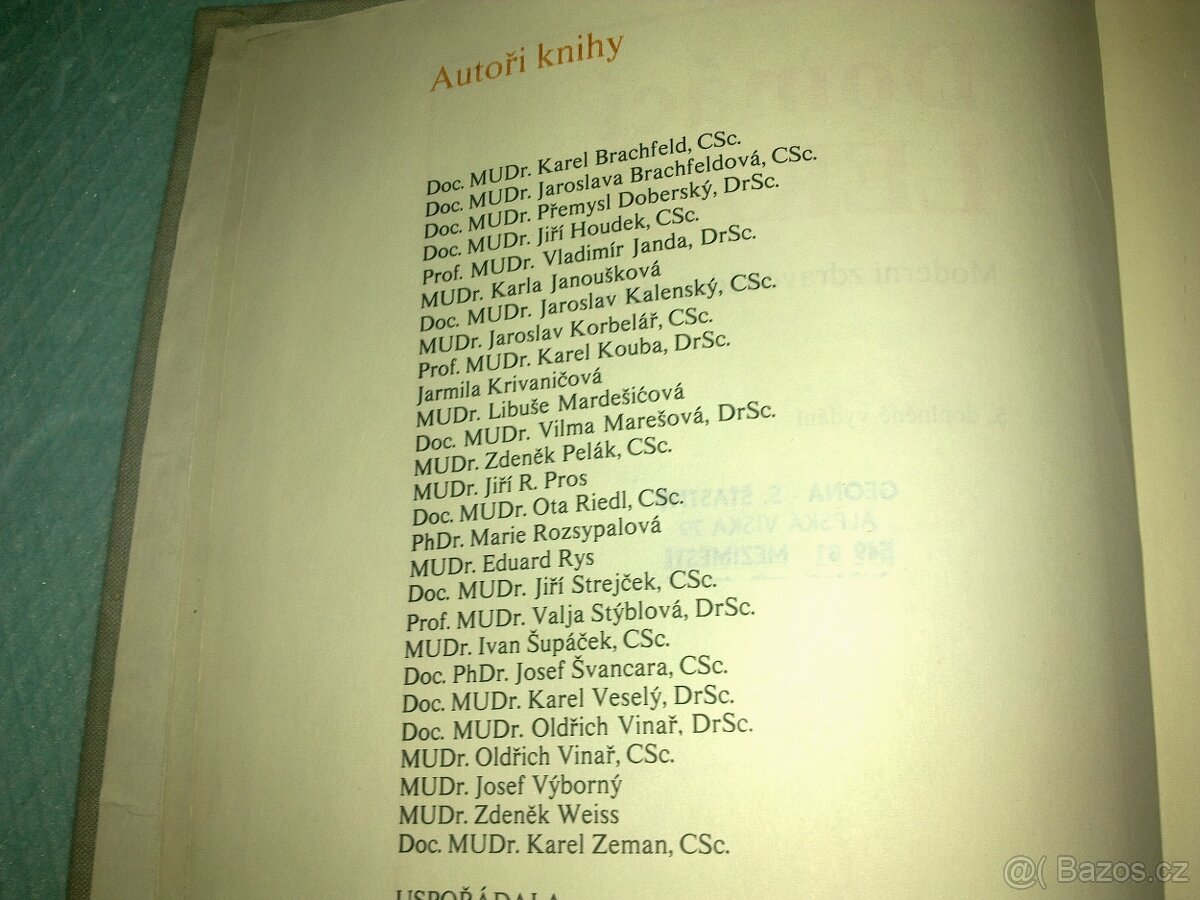 Autoři knihy
Doc. MUDr. Karel Brachfeld, CSc.
Doc. MUDr. Jaroslava Brachfeldová, CSc.
Doc. MUDr. Přemysl Doberský, DrSc.
Doc. MUDr. Jiří Houdek, CSc.
Prof. MUDr. Vladimír Janda, DrSc.
MUDr. Karla Janoušková
Doc. MUDr. Jaroslav Kalenský, CSc.
MUDr. Jaroslav Korbelář, CSc.
Prof. MUDr. Karel Kouba, DrSc.
Jarmila Krivaničová
MUDr. Libuše Mardešićová
Doc. MUDr. Vilma Marešová, DrSc.
MUDr. Zdeněk Pelák, CSc.
MUDr. Jiří R. Pros
Doc. MUDr. Ota Riedl, CSc.
PhDr. Marie Rozsypalová
MUDr. Eduard Rys
Doc. MUDr. Jiří Strejček, CSc.
Prof. MUDr. Valja Stýblová, DrSc.
MUDr. Ivan Šupáček, CSc.
Doc. PhDr. Josef Švancara, CSc.
Doc. MUDr. Karel Veselý, DrSc.
Doc. MUDr. Oldřich Vinař, DrSc.
MUDr. Oldřich Vinař, CSc.
MUDr. Josef Výborný
MUDr. Zdeněk Weiss
Doc. MUDr. Karel Zeman, CSc.
USPOŘÁDALA
@( Bazos.cz